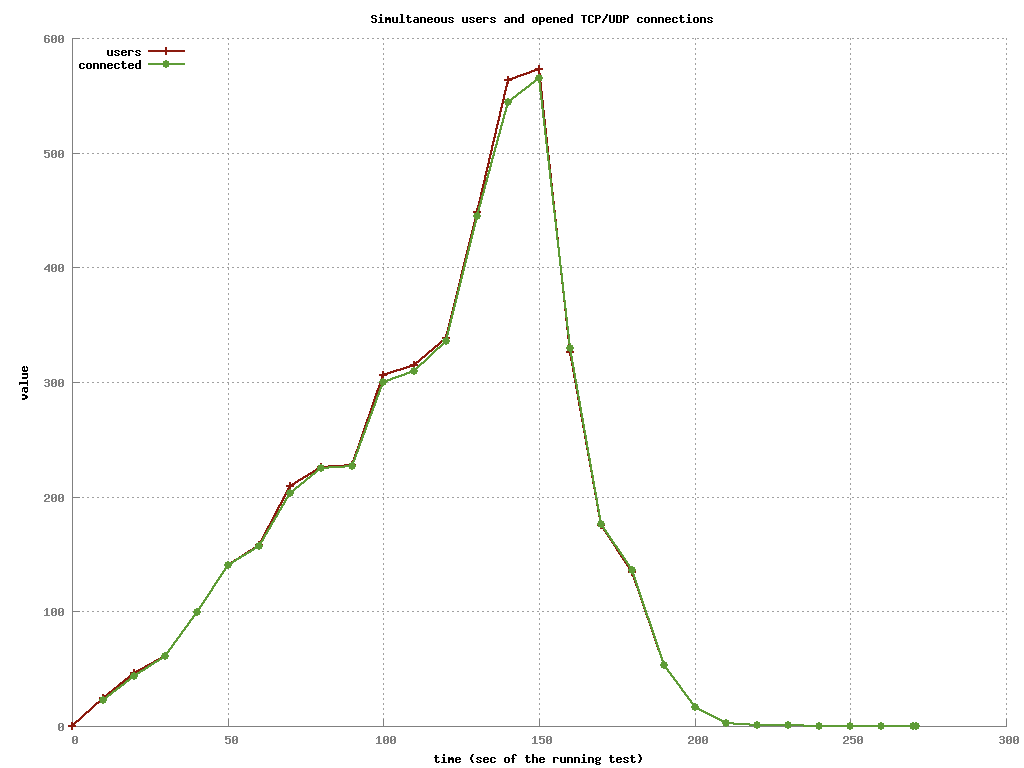 Simultaneous users and opened TCP/UDP connections
600
users
connected
500
400
300
200
100
0
value
0 50 100 150 200 250 300
time (sec of the running test)